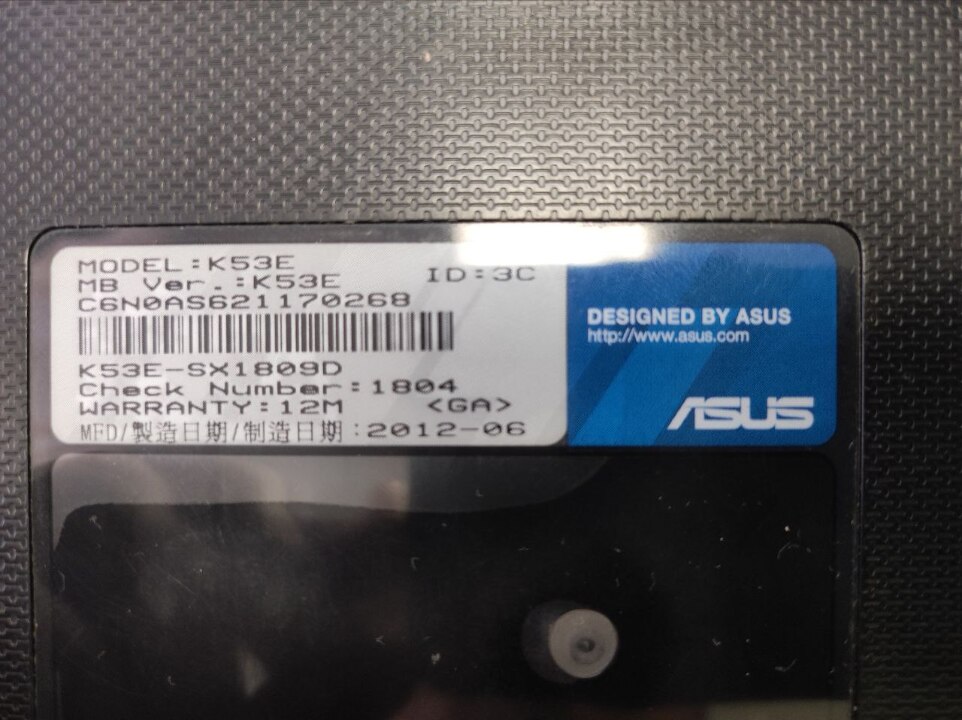 MODEL:K53E
ID:3C
MB Ver.:K53E
C6N0AS621170268
K53E-SX1809D
Check Number:1804
WARRANTY:12M <GA>
MFD/製造日期/制造日期:2012-06
DESIGNED BY ASUS
http://www.asus.com
ASUS